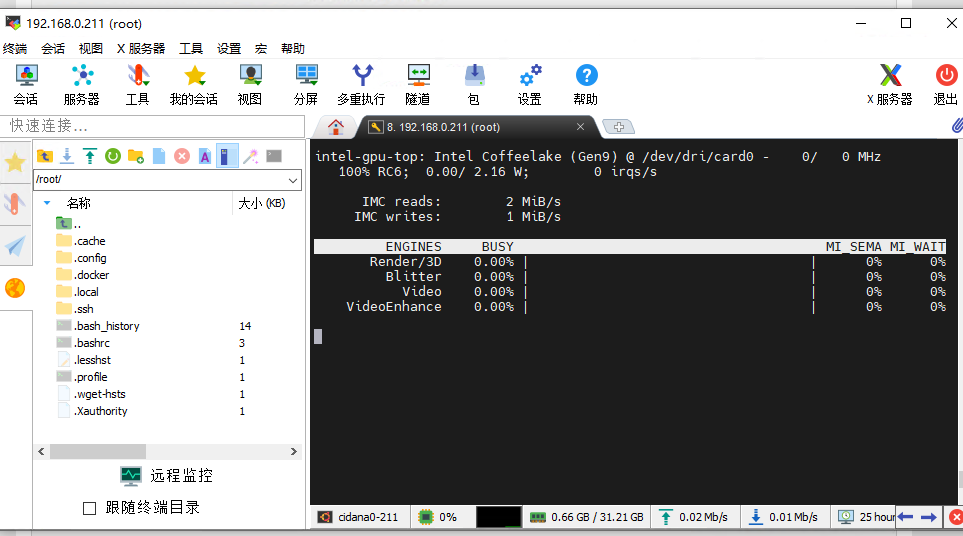 192.168.0.211 (root)
终端 会话 视图 X 服务器 工具 设置 宏 帮助
会话 服务器 工具 我的会话 视图 分屏 多重执行 隧道 包 设置 帮助 X 服务器 退出
快速连接...
8. 192.168.0.211 (root)
/root/
名称 大小 (KB)
..
.cache
.config
.docker
.local
.ssh
.bash_history 14
.bashrc 3
.lesshst 1
.profile 1
.wget-hsts 1
.Xauthority 1
远程监控
跟随终端目录
intel-gpu-top: Intel Coffeelake (Gen9) @ /dev/dri/card0 - 0/ 0 MHz
100% RC6; 0.00/ 2.16 W; 0 irqs/s
IMC reads: 2 MiB/s
IMC writes: 1 MiB/s
ENGINES BUSY MI_SEMA MI_WAIT
Render/3D 0.00% | | 0% 0%
Blitter 0.00% | | 0% 0%
Video 0.00% | | 0% 0%
VideoEnhance 0.00% | | 0% 0%
cidana0-211 0% 0.66 GB / 31.21 GB 0.02 Mb/s 0.01 Mb/s 25 hour